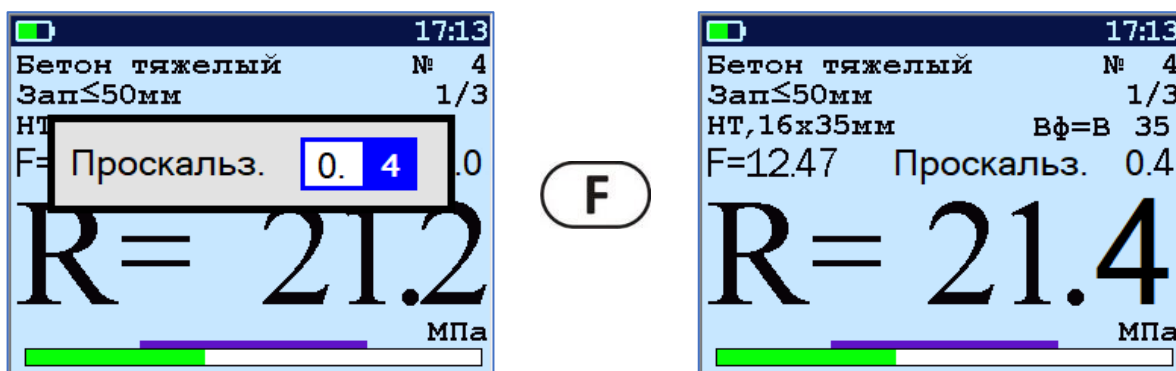 17:13
Бетон тяжелый № 4
Зап≤50мм 1/3
НТ
F= .0
Проскальз. 0. 4
R= 21.2
МПа
F
17:13
Бетон тяжелый № 4
Зап≤50мм 1/3
НТ,16х35мм Вф=В 35
F=12.47 Проскальз. 0.4
R= 21.4
МПа